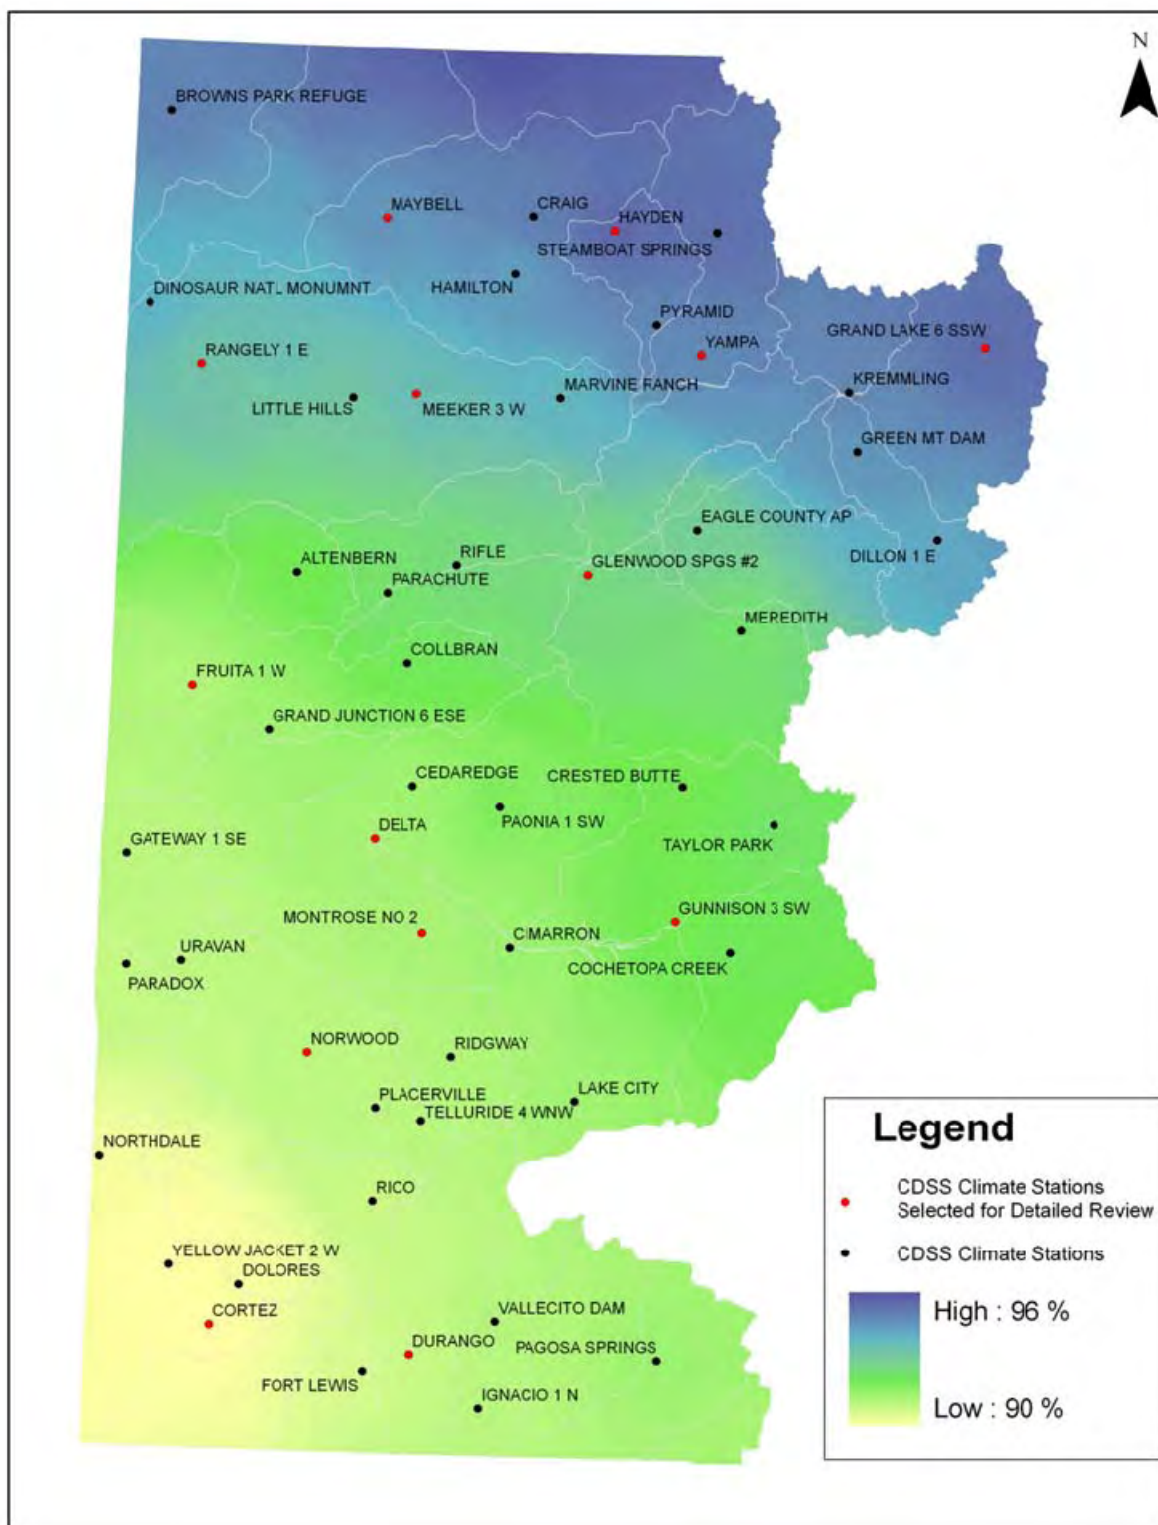 N
BROWNS PARK REFUGE
MAYBELL
CRAIG
HAYDEN
STEAMBOAT SPRINGS
DINOSAUR NATL MONUMNT
HAMILTON
PYRAMID
GRAND LAKE 6 SSW
RANGELY 1 E
YAMPA
KREMMLING
LITTLE HILLS
MEEKER 3 W
MARVINE RANCH
GREEN MT DAM
EAGLE COUNTY AP
ALTENBERN
RIFLE
GLENWOOD SPGS #2
DILLON 1 E
PARACHUTE
MEREDITH
COLLBRAN
FRUITA 1 W
GRAND JUNCTION 6 ESE
CEDAREDGE
CRESTED BUTTE
PAONIA 1 SW
DELTA
GATEWAY 1 SE
TAYLOR PARK
GUNNISON 3 SW
MONTROSE NO 2
CIMARRON
URAVAN
COCHETOPA CREEK
PARADOX
NORWOOD
RIDGWAY
PLACERVILLE
LAKE CITY
TELLURIDE 4 WNW
NORTHDALE
RICO
YELLOW JACKET 2 W
DOLORES
CORTEZ
VALLECITO DAM
DURANGO
PAGOSA SPRINGS
FORT LEWIS
IGNACIO 1 N
Legend
CDSS Climate Stations
Selected for Detailed Review
CDSS Climate Stations
High : 96 %
Low : 90 %